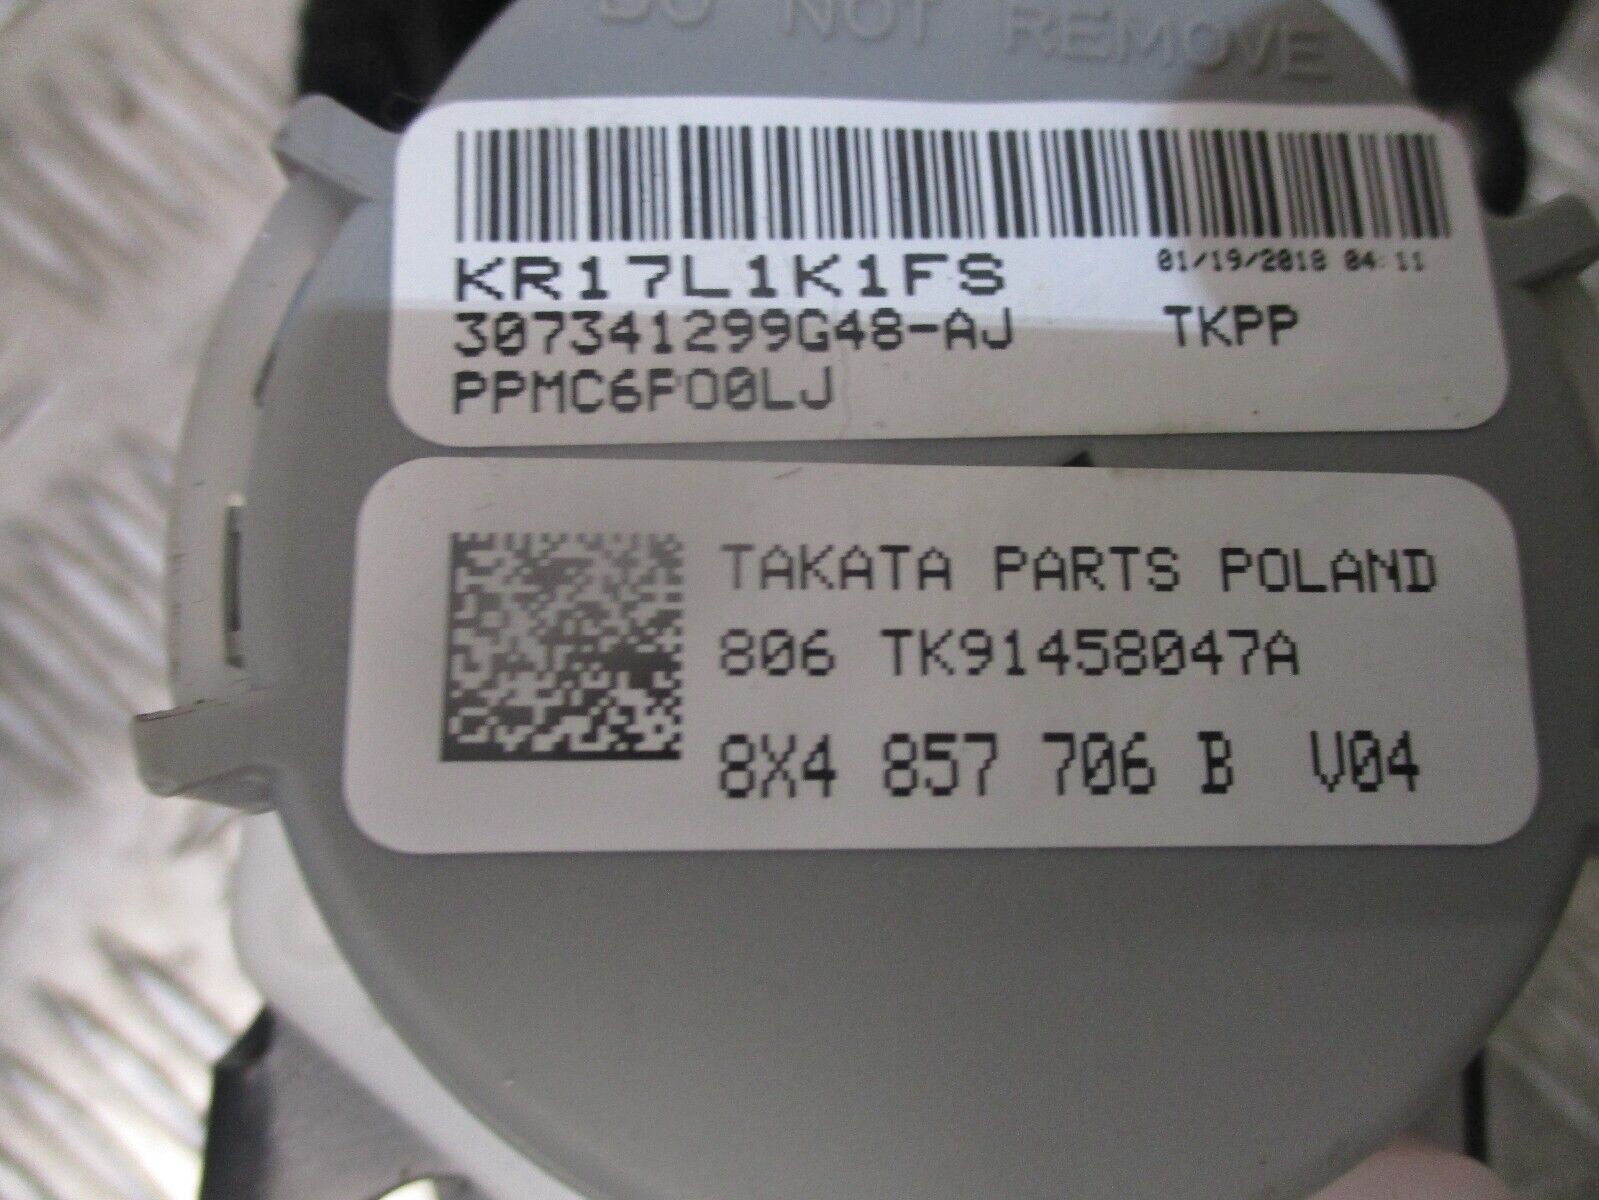 DO NOT REMOVE
KR17L1K1FS 01/19/2018 04:11
307341299G48-AJ TKPP
PPMC6PO0LJ
TAKATA PARTS POLAND
806 TK91458047A
8X4 857 706 B V04